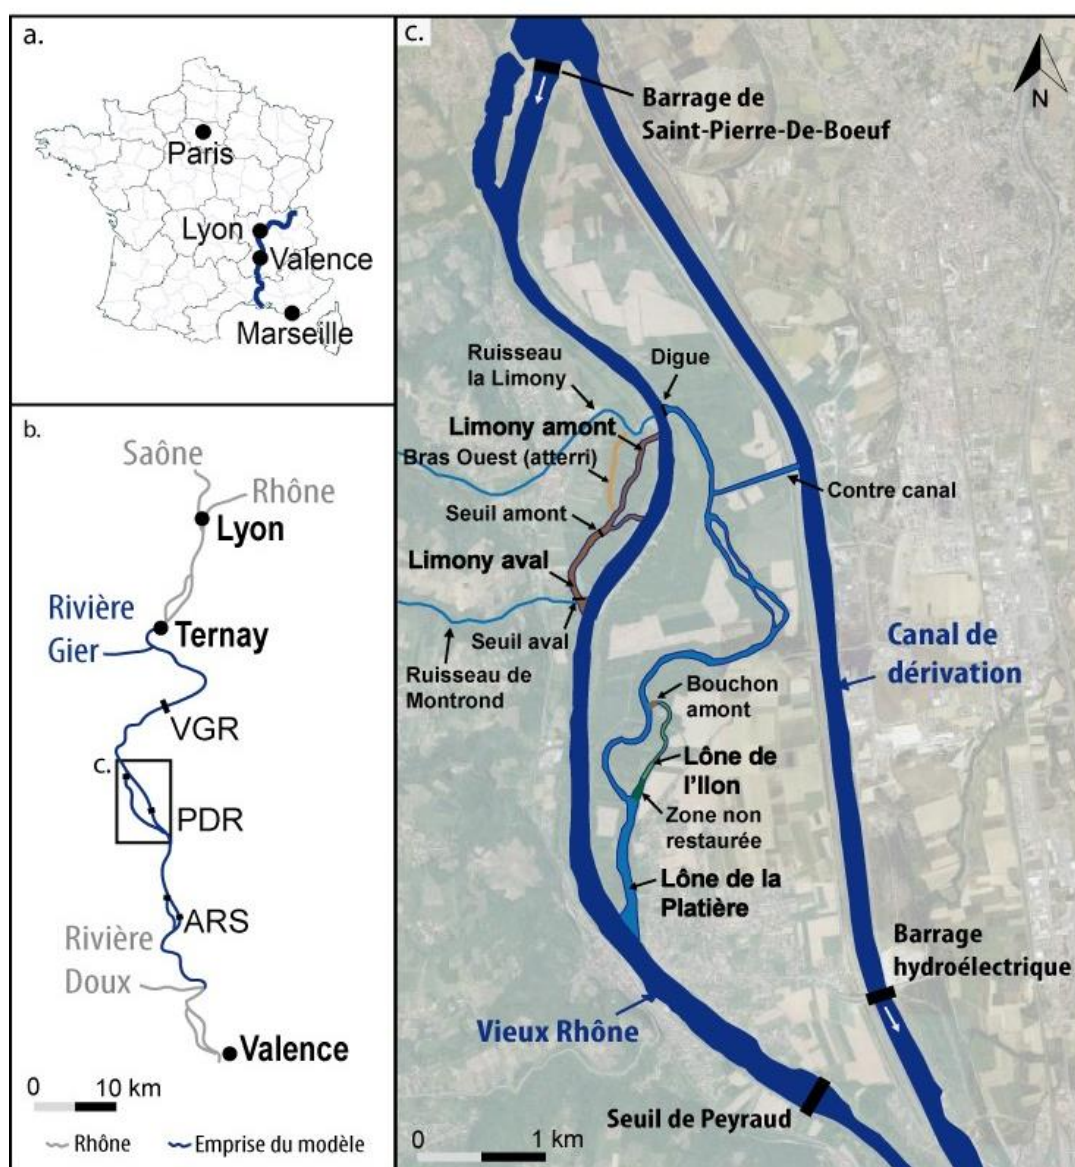 a.
Paris
Lyon
Valence
Marseille
b.
Saône
Rhône
Lyon
Rivière
Gier
Ternay
VGR
c.
PDR
ARS
Rivière
Doux
Valence
0 10 km
Rhône Emprise du modèle
c.
N
Barrage de
Saint-Pierre-De-Boeuf
Ruisseau
la Limony
Digue
Limony amont
Bras Ouest (atterri)
Contre canal
Seuil amont
Limony aval
Seuil aval
Ruisseau de
Montrond
Canal de
dérivation
Bouchon
amont
Lône de
l'Ilon
Zone non
restaurée
Lône de la
Platière
Barrage
hydroélectrique
Vieux Rhône
Seuil de Peyraud
0 1 km